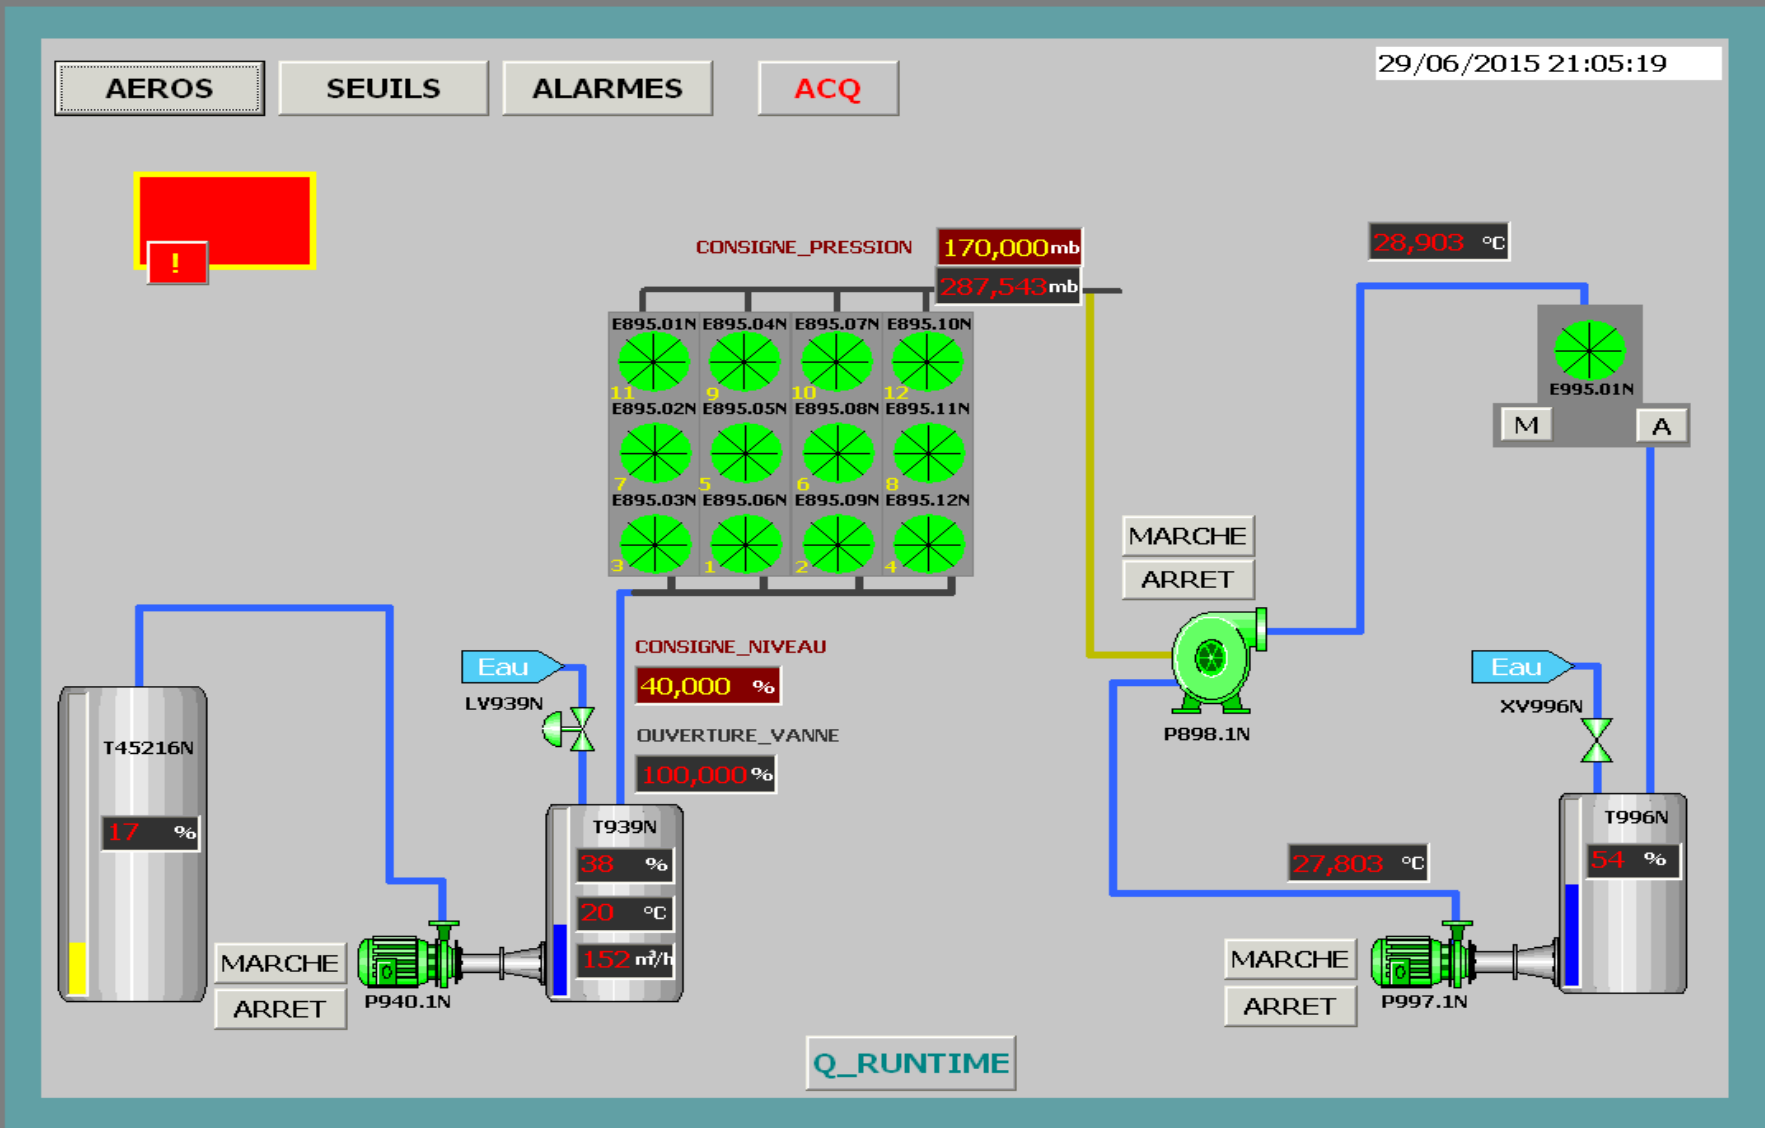 AEROS SEUILS ALARMES ACQ 29/06/2015 21:05:19
!
CONSIGNE_PRESSION 170,000 mb
287,543 mb
28,903 °C
E895.01N E895.04N E895.07N E895.10N
11 9 10 12
E895.02N E895.05N E895.08N E895.11N
7 5 6 8
E895.03N E895.06N E895.09N E895.12N
3 1 2 4
E995.01N
M A
MARCHE
ARRET
P898.1N
CONSIGNE_NIVEAU
40,000 %
OUVERTURE_VANNE
100,000 %
Eau
LV939N
Eau
XV996N
T45216N
17 %
T939N
38 %
20 °C
152 m³/h
MARCHE
ARRET
P940.1N
27,803 °C
T996N
54 %
MARCHE
ARRET
P997.1N
Q_RUNTIME